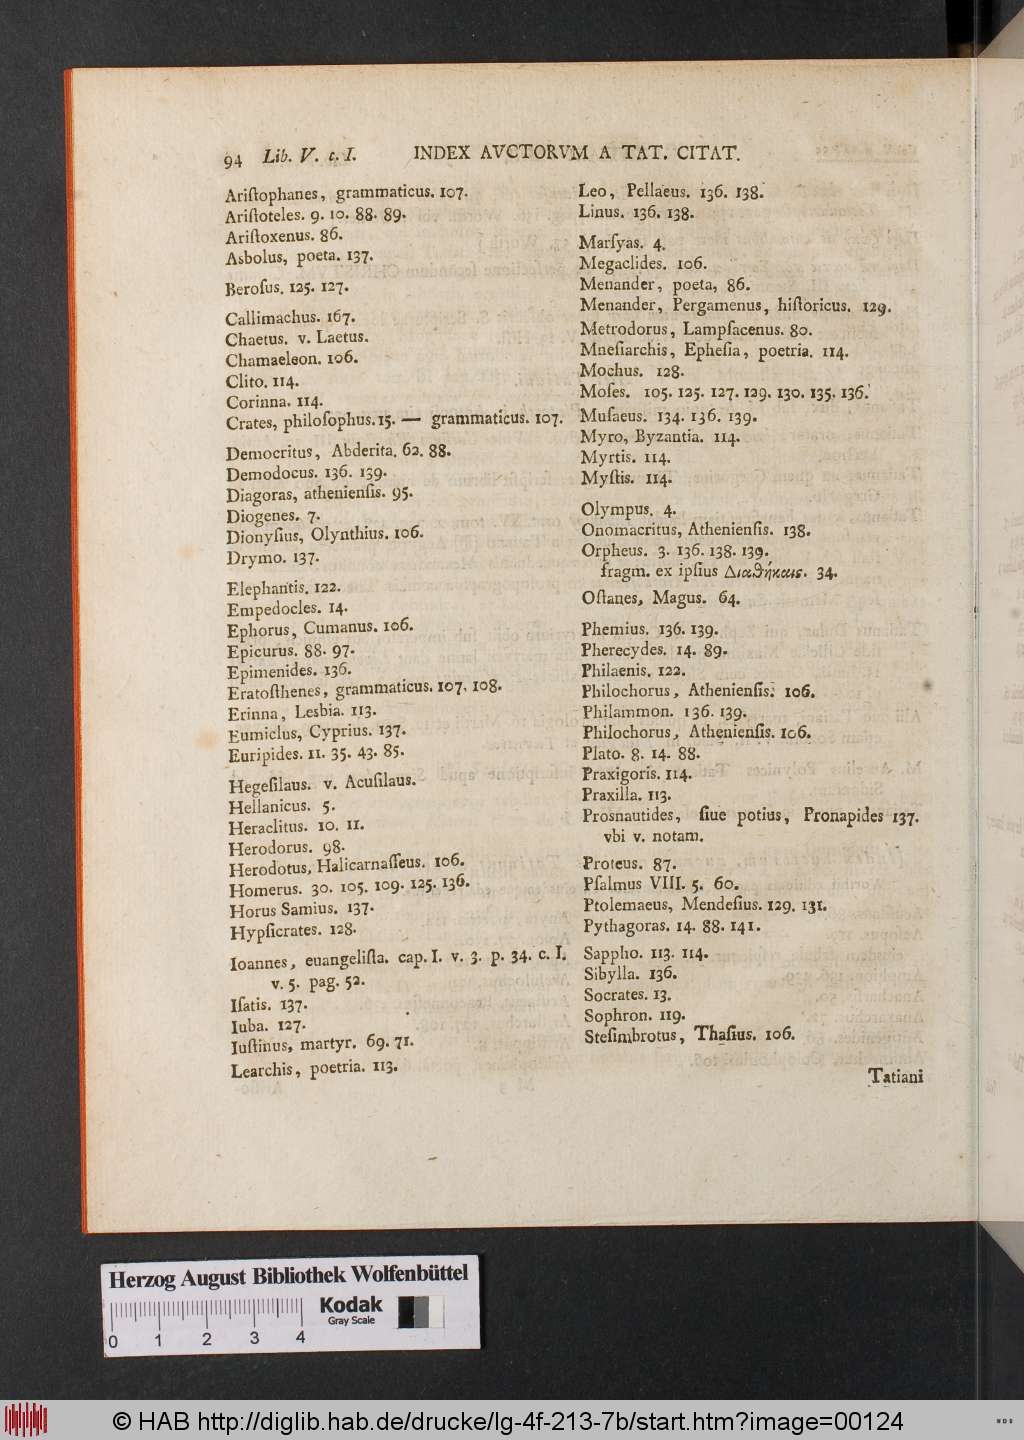 94 Lib. V. c. I. INDEX AVCTORVM A TAT. CITAT.
Ariſtophanes, grammaticus. 107.
Ariſtoteles. 9. 10. 88. 89.
Ariſtoxenus. 86.
Asbolus, poeta. 137.
Beroſus. 125. 127.
Callimachus. 167.
Chaetus. v. Laetus.
Chamaeleon. 106.
Clito. 114.
Corinna. 114.
Crates, philoſophus. 15. — grammaticus. 107.
Democritus, Abderita. 62. 88.
Demodocus. 136. 139.
Diagoras, athenienſis. 95.
Diogenes. 7.
Dionyſius, Olynthius. 106.
Drymo. 137.
Elephantis. 122.
Empedocles. 14.
Ephorus, Cumanus. 106.
Epicurus. 88. 97.
Epimenides. 136.
Eratoſthenes, grammaticus. 107. 108.
Erinna, Lesbia. 113.
Eumiclus, Cyprius. 137.
Euripides. 11. 35. 43. 85.
Hegeſilaus. v. Acuſilaus.
Hellanicus. 5.
Heraclitus. 10. 11.
Herodorus. 98.
Herodotus, Halicarnaſſeus. 106.
Homerus. 30. 105. 109. 125. 136.
Horus Samius. 137.
Hypſicrates. 128.
Ioannes, euangeliſta. cap. I. v. 3. p. 34. c. I.
v. 5. pag. 52.
Iſatis. 137.
Iuba. 127.
Iuſtinus, martyr. 69. 71.
Learchis, poetria. 113.
Leo, Pellaeus. 136. 138.
Linus. 136. 138.
Marſyas. 4.
Megaclides. 106.
Menander, poeta, 86.
Menander, Pergamenus, hiſtoricus. 129.
Metrodorus, Lampſacenus. 80.
Mneſiarchis, Epheſia, poetria. 114.
Mochus. 128.
Moſes. 105. 125. 127. 129. 130. 135. 136.
Muſaeus. 134. 136. 139.
Myro, Byzantia. 114.
Myrtis. 114.
Myſtis. 114.
Olympus. 4.
Onomacritus, Athenienſis. 138.
Orpheus. 3. 136. 138. 139.
fragm. ex ipſius Διαθήκαις. 34.
Oſtanes, Magus. 64.
Phemius. 136. 139.
Pherecydes. 14. 89.
Philaenis. 122.
Philochorus, Athenienſis. 106.
Philammon. 136. 139.
Philochorus, Athenienſis. 106.
Plato. 8. 14. 88.
Praxigoris. 114.
Praxilla. 113.
Prosnautides, ſiue potius, Pronapides 137.
vbi v. notam.
Proteus. 87.
Pſalmus VIII. 5. 60.
Ptolemaeus, Mendeſius. 129. 131.
Pythagoras. 14. 88. 141.
Sappho. 113. 114.
Sibylla. 136.
Socrates. 13.
Sophron. 119.
Steſimbrotus, Thaſius. 106.
Tatiani
Herzog August Bibliothek Wolfenbüttel
Kodak
Gray Scale
0 1 2 3 4
© HAB http://diglib.hab.de/drucke/lg-4f-213-7b/start.htm?image=00124